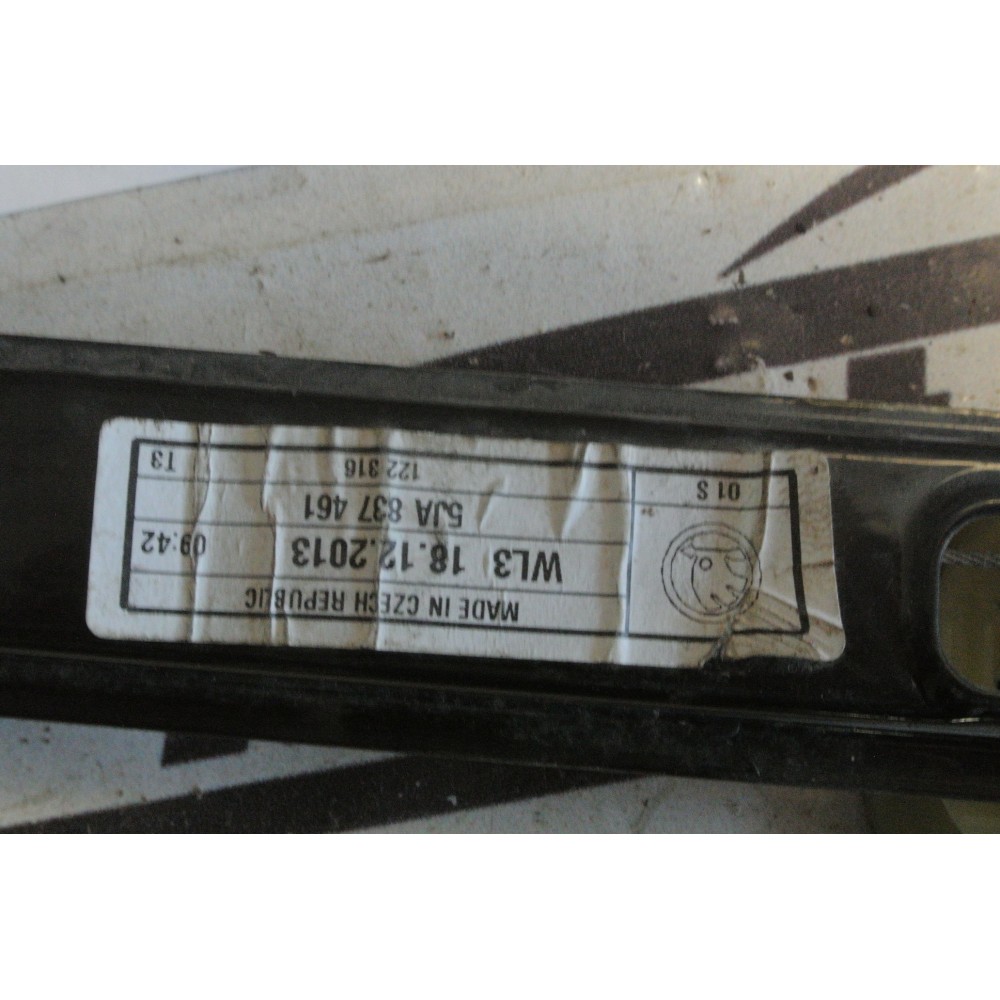 MADE IN CZECH REPUBLIC
WL3 18.12.2013 09:42
5JA 837 461
122 316 T3
01 S